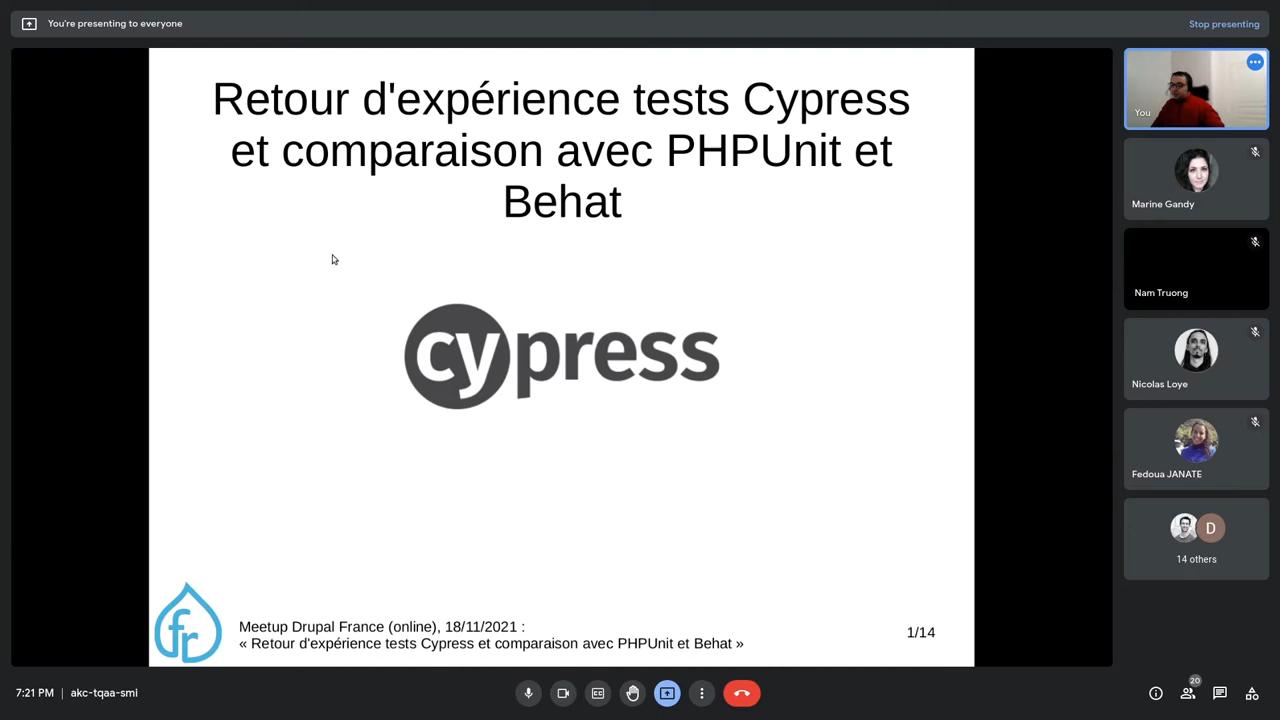 You're presenting to everyone
Stop presenting
Retour d'expérience tests Cypress
et comparaison avec PHPUnit et
Behat
cypress
fr
Meetup Drupal France (online), 18/11/2021 :
« Retour d'expérience tests Cypress et comparaison avec PHPUnit et Behat »
1/14
You
Marine Gandy
Nam Truong
Nicolas Loye
Fedoua JANATE
D
14 others
7:21 PM
akc-tqaa-smi
CC
20